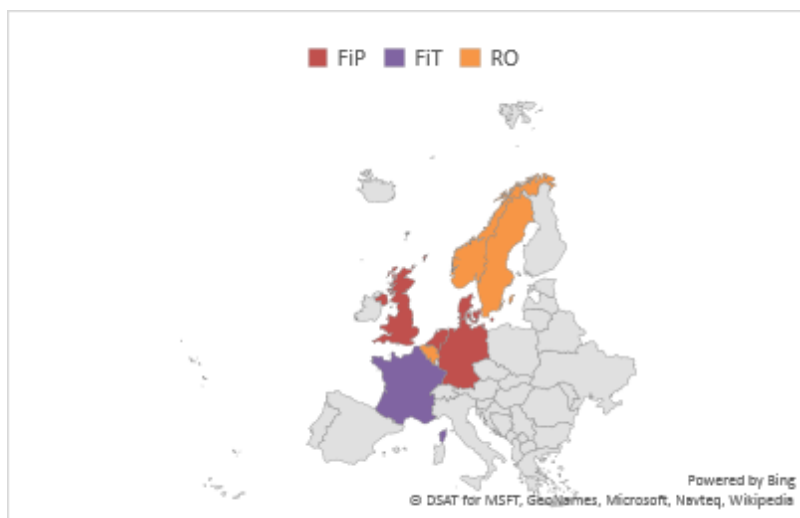 FiP FiT RO
Powered by Bing
© DSAT for MSFT, GeoNames, Microsoft, Navteq, Wikipedia